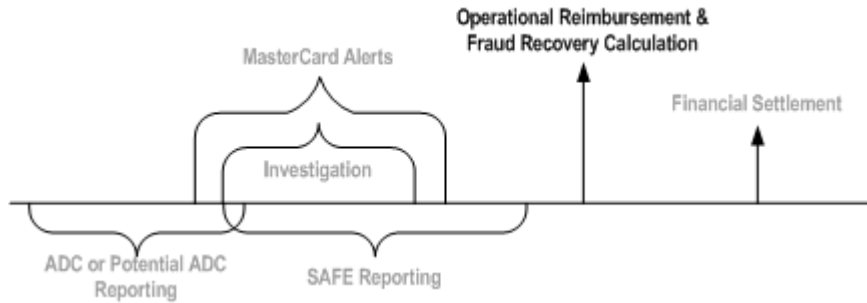 Operational Reimbursement &
Fraud Recovery Calculation
MasterCard Alerts
Financial Settlement
Investigation
ADC or Potential ADC
Reporting
SAFE Reporting